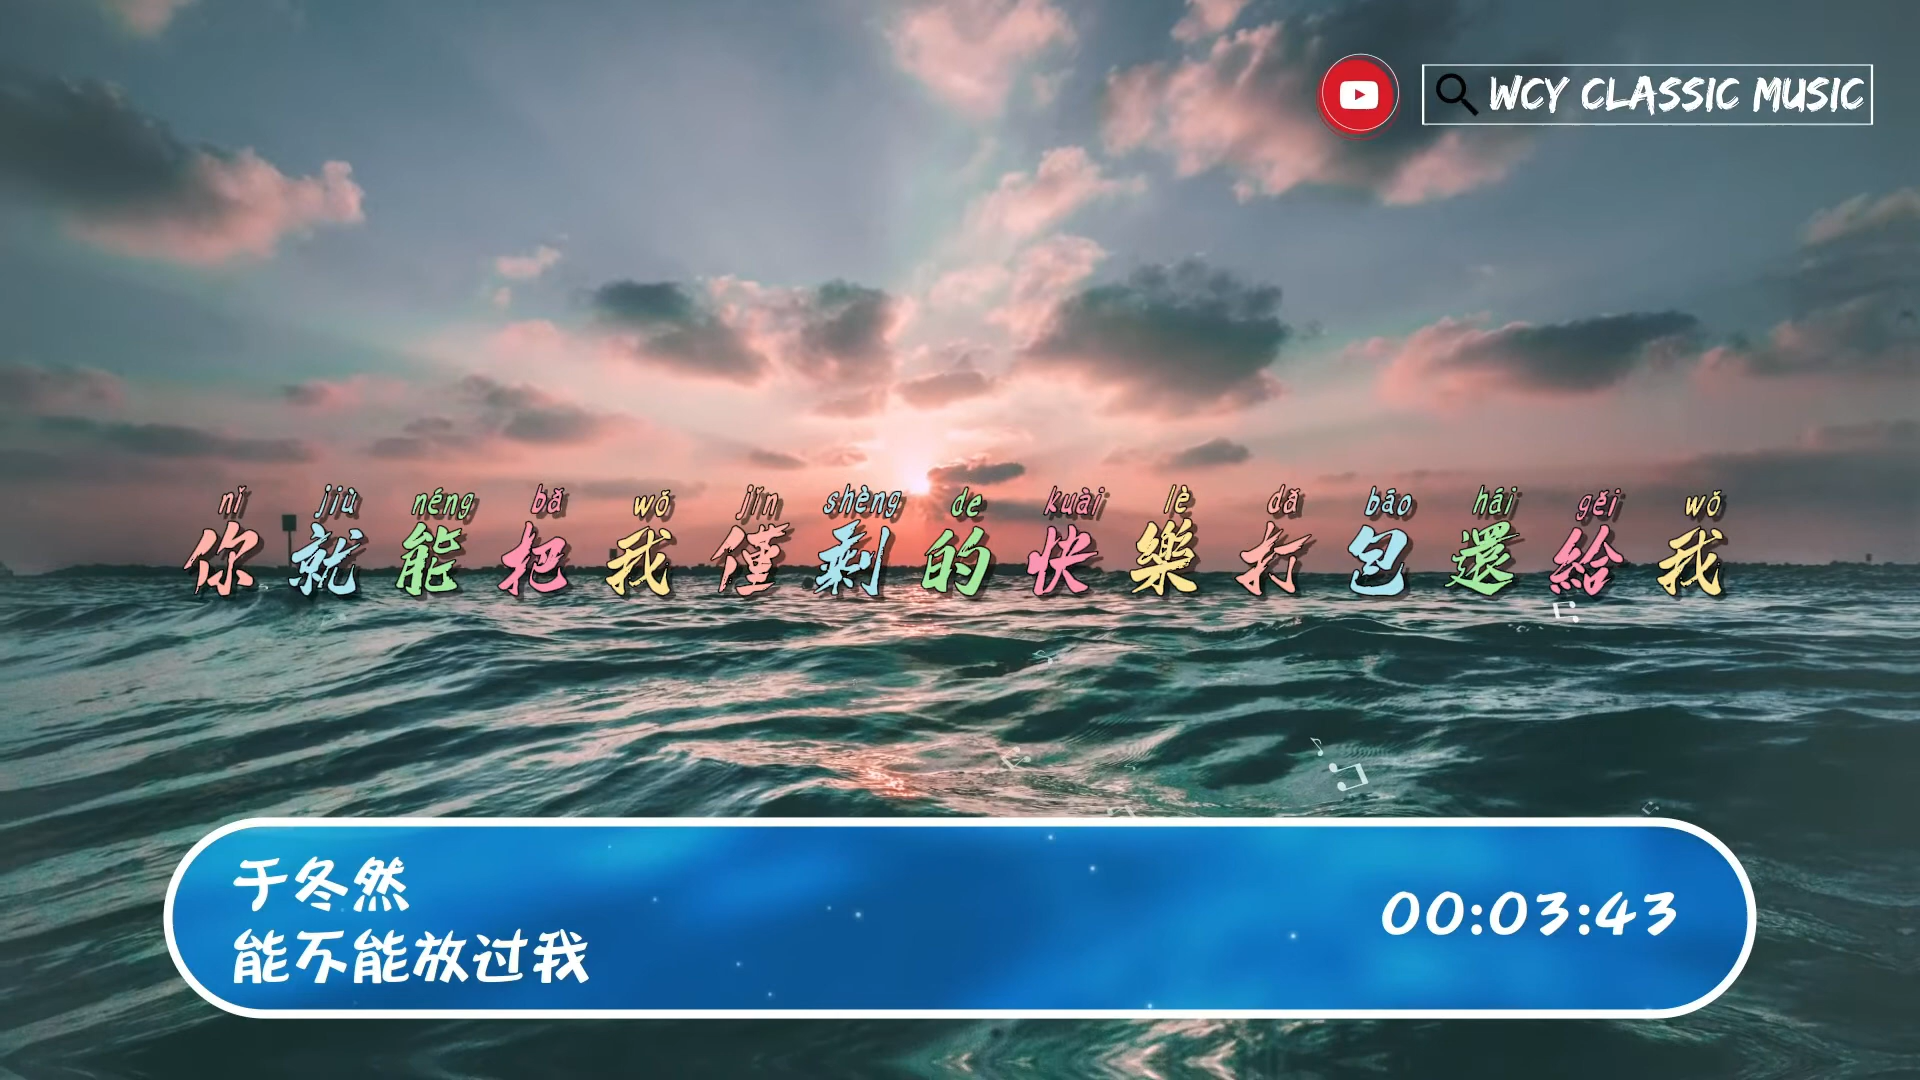 WCY CLASSIC MUSIC
nǐ jiù néng bǎ wǒ jǐn shèng de kuài lè dǎ bāo hái gěi wǒ
你就能把我僅剩的快樂打包還給我
于冬然
能不能放过我
00:03:43